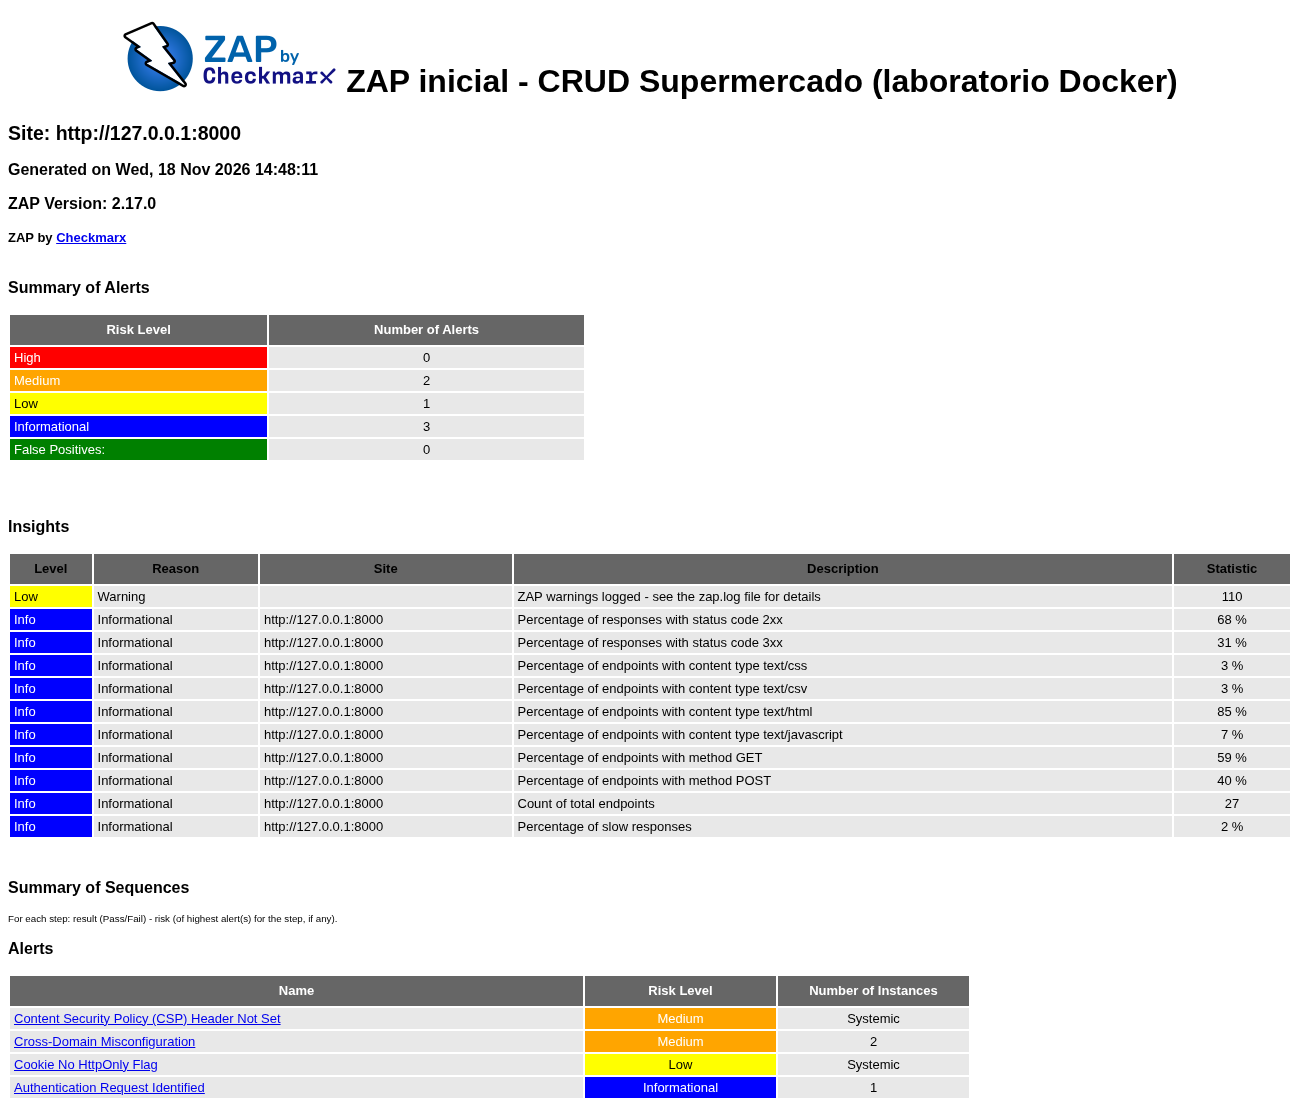 ZAP by
Checkmarx ZAP inicial - CRUD Supermercado (laboratorio Docker)
Site: http://127.0.0.1:8000
Generated on Wed, 18 Nov 2026 14:48:11
ZAP Version: 2.17.0
ZAP by Checkmarx
Summary of Alerts
Risk Level Number of Alerts
High 0
Medium 2
Low 1
Informational 3
False Positives: 0
Insights
Level Reason Site Description Statistic
Low Warning ZAP warnings logged - see the zap.log file for details 110
Info Informational http://127.0.0.1:8000 Percentage of responses with status code 2xx 68 %
Info Informational http://127.0.0.1:8000 Percentage of responses with status code 3xx 31 %
Info Informational http://127.0.0.1:8000 Percentage of endpoints with content type text/css 3 %
Info Informational http://127.0.0.1:8000 Percentage of endpoints with content type text/csv 3 %
Info Informational http://127.0.0.1:8000 Percentage of endpoints with content type text/html 85 %
Info Informational http://127.0.0.1:8000 Percentage of endpoints with content type text/javascript 7 %
Info Informational http://127.0.0.1:8000 Percentage of endpoints with method GET 59 %
Info Informational http://127.0.0.1:8000 Percentage of endpoints with method POST 40 %
Info Informational http://127.0.0.1:8000 Count of total endpoints 27
Info Informational http://127.0.0.1:8000 Percentage of slow responses 2 %
Summary of Sequences
For each step: result (Pass/Fail) - risk (of highest alert(s) for the step, if any).
Alerts
Name Risk Level Number of Instances
Content Security Policy (CSP) Header Not Set Medium Systemic
Cross-Domain Misconfiguration Medium 2
Cookie No HttpOnly Flag Low Systemic
Authentication Request Identified Informational 1